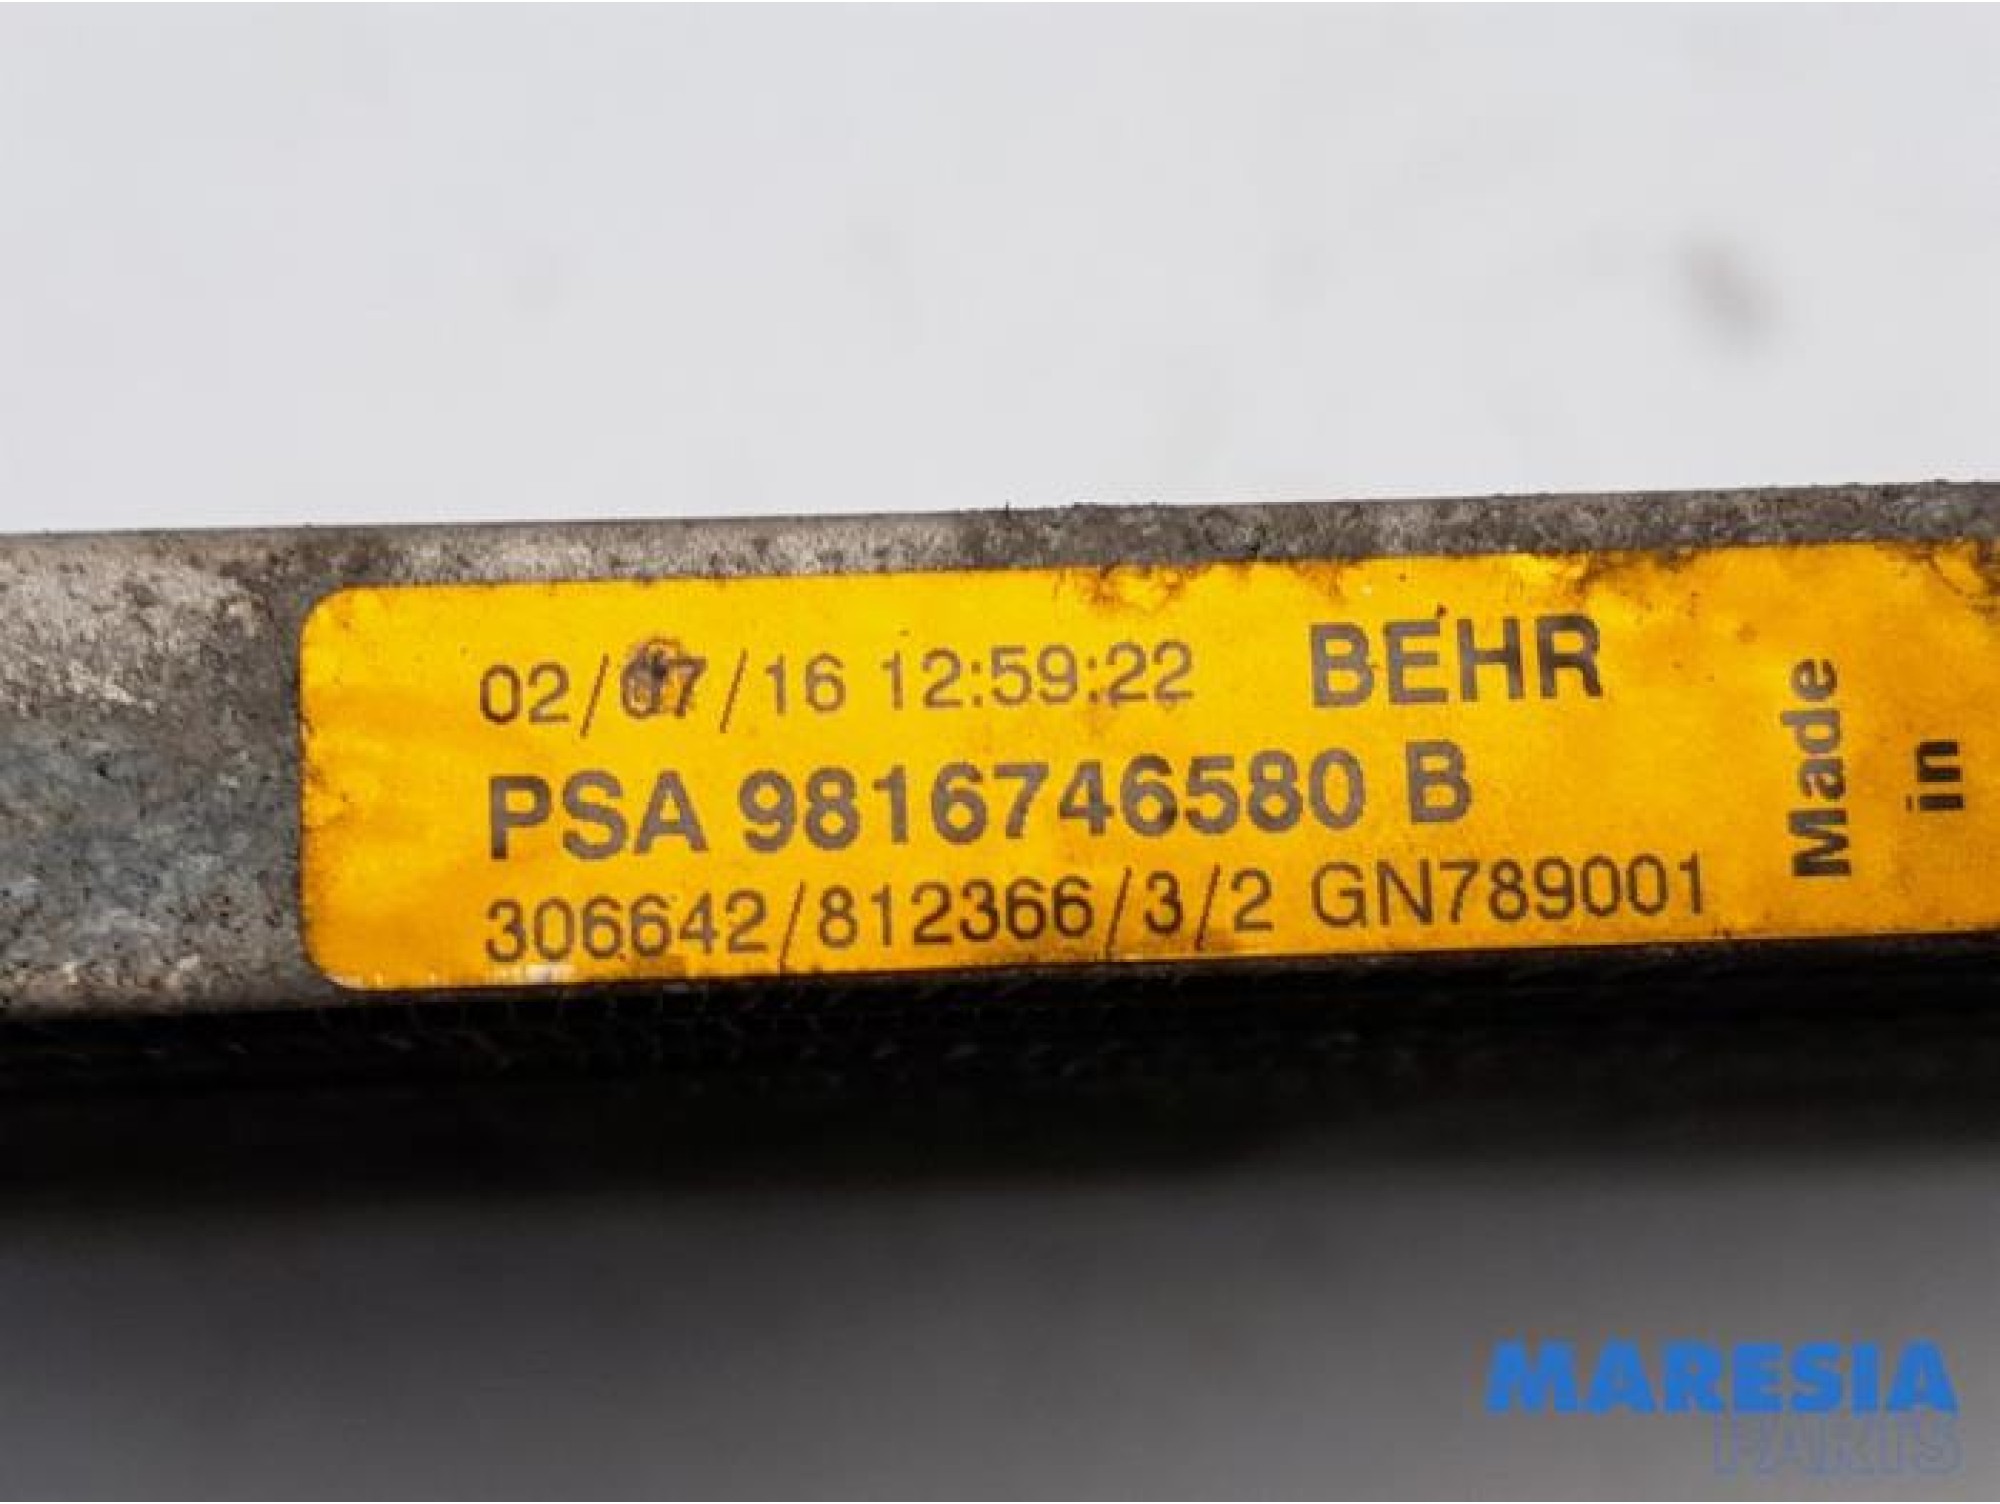 02/07/16 12:59:22 BEHR
PSA 9816746580 B
306642/812366/3/2 GN789001
Made
in
MARESIA
PARTS